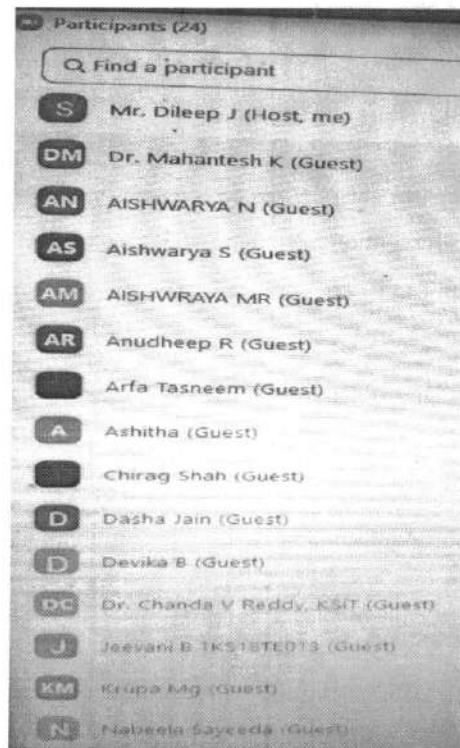 Participants (24)
Find a participant
S Mr. Dileep J (Host, me)
DM Dr. Mahantesh K (Guest)
AN AISHWARYA N (Guest)
AS Aishwarya S (Guest)
AM AISHWRAYA MR (Guest)
AR Anudheep R (Guest)
Arfa Tasneem (Guest)
A Ashitha (Guest)
Chirag Shah (Guest)
D Dasha Jain (Guest)
D Devika B (Guest)
DC Dr. Chanda V Reddy, KSIT (Guest)
J Jeevani B 1KS18TE013 (Guest)
KM Krupa Mg (Guest)
N Nabeela Sayeeda (Guest)